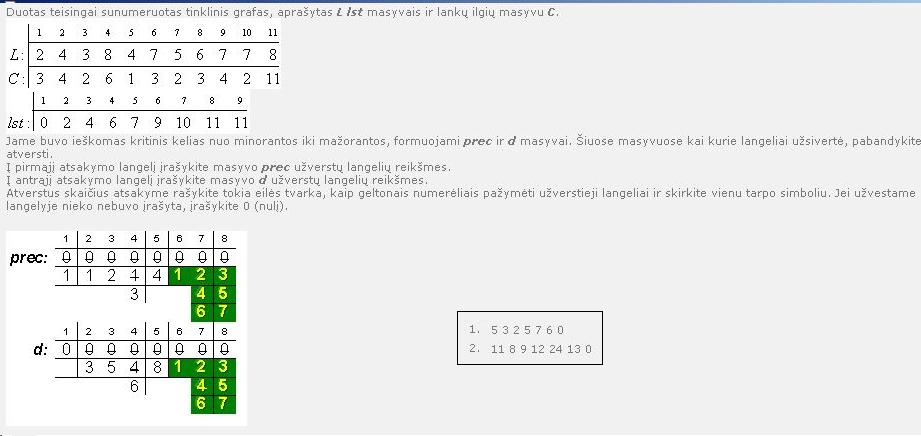 Duotas teisingai sunumeruotas tinklinis grafas, aprašytas L lst masyvais ir lankų ilgių masyvu C.
1 2 3 4 5 6 7 8 9 10 11
L: 2 4 3 8 4 7 5 6 7 7 8
C: 3 4 2 6 1 3 2 3 4 2 11
1 2 3 4 5 6 7 8 9
lst: 0 2 4 6 7 9 10 11 11
Jame buvo ieškomas kritinis kelias nuo minorantos iki mažorantos, formuojami prec ir d masyvai. Šiuose masyvuose kai kurie langeliai užsivertė, pabandykite
atversti.
Į pirmąjį atsakymo langelį įrašykite masyvo prec užverstų langelių reikšmes.
Į antrąjį atsakymo langelį įrašykite masyvo d užverstų langelių reikšmes.
Atverstus skaičius atsakyme rašykite tokia eilės tvarka, kaip geltonais numerėliais pažymėti užverstieji langeliai ir skirkite vienu tarpo simboliu. Jei užvestame
langelyje nieko nebuvo įrašyta, įrašykite 0 (nulį).
1 2 3 4 5 6 7 8
prec: 0 0 0 0 0 0 0 0
1 1 2 4 4 1 2 3
3 4 5
6 7
1 2 3 4 5 6 7 8
d: 0 0 0 0 0 0 0 0
3 5 4 8 1 2 3
6 4 5
6 7
1. 5 3 2 5 7 6 0
2. 11 8 9 12 24 13 0